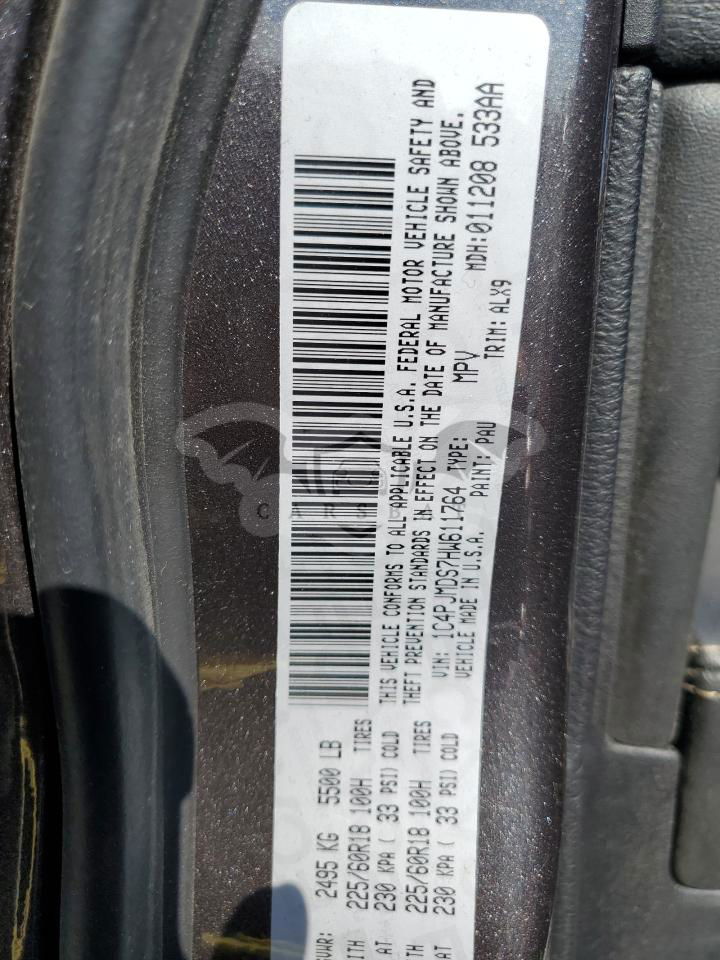 GVWR: 2495 KG 5500 LB
WITH 225/60R18 100H TIRES
AT 230 KPA ( 33 PSI) COLD
WITH 225/60R18 100H TIRES
AT 230 KPA ( 33 PSI) COLD
THIS VEHICLE CONFORMS TO ALL APPLICABLE U.S.A. FEDERAL MOTOR VEHICLE SAFETY AND
THEFT PREVENTION STANDARDS IN EFFECT ON THE DATE OF MANUFACTURE SHOWN ABOVE.
VIN: 1C4PJMDS7HW611764 TYPE: MPV MDH:011208 533AA
VEHICLE MADE IN U.S.A. PAINT: PAU TRIM: ALX9